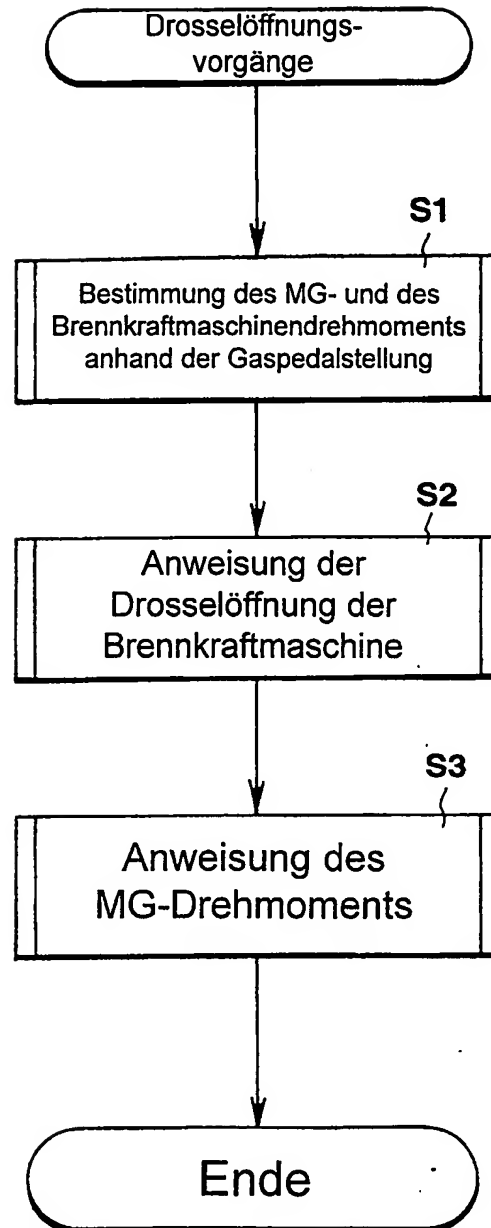 Drosselöffnungs-
vorgänge
S1
Bestimmung des MG- und des
Brennkraftmaschinendrehmoments
anhand der Gaspedalstellung
S2
Anweisung der
Drosselöffnung der
Brennkraftmaschine
S3
Anweisung des
MG-Drehmoments
Ende